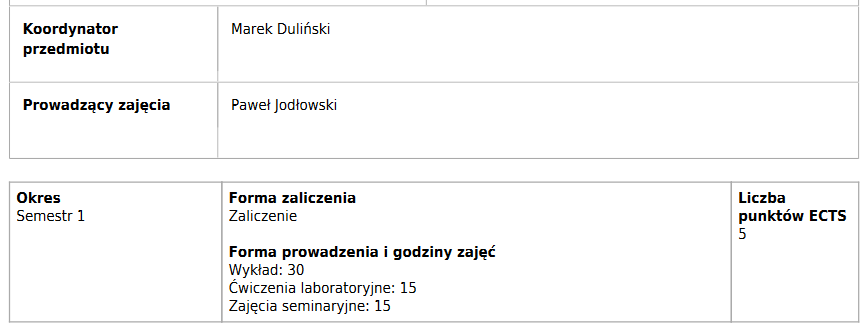 Koordynator
przedmiotu
Marek Duliński
Prowadzący zajęcia
Paweł Jodłowski
Okres
Semestr 1
Forma zaliczenia
Zaliczenie
Forma prowadzenia i godziny zajęć
Wykład: 30
Ćwiczenia laboratoryjne: 15
Zajęcia seminaryjne: 15
Liczba
punktów ECTS
5